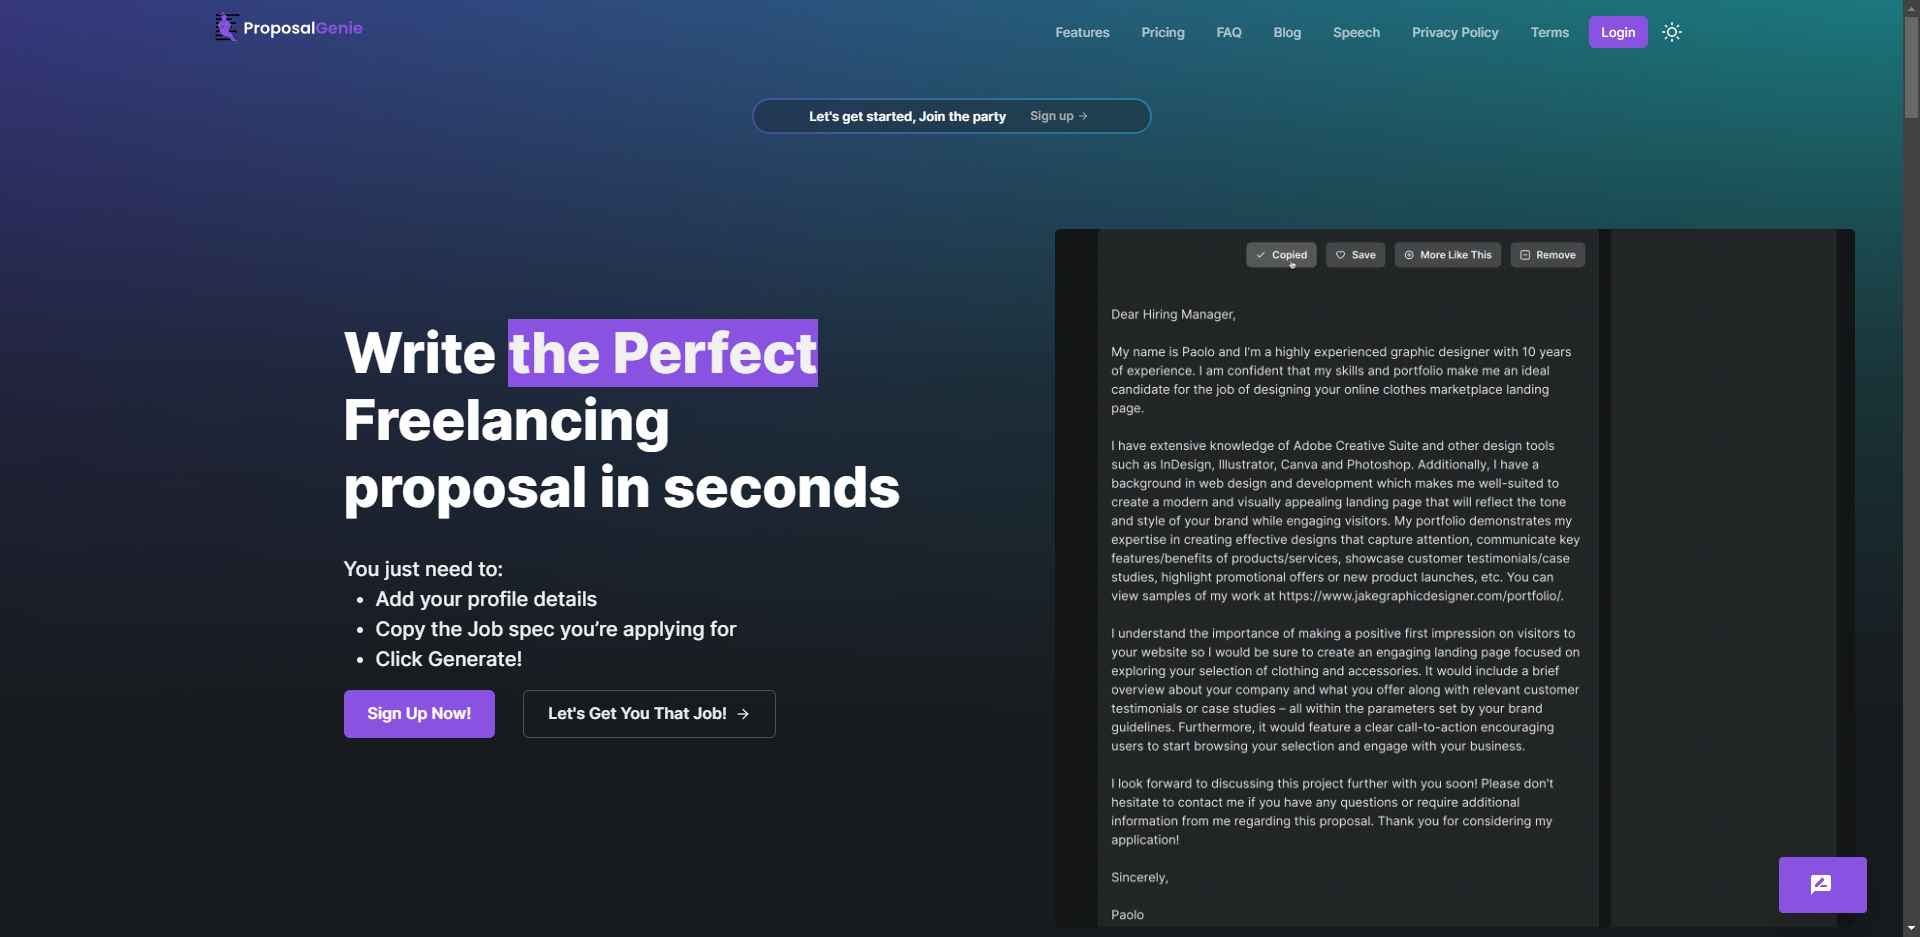 ProposalGenie
Features
Pricing
FAQ
Blog
Speech
Privacy Policy
Terms
Login
Let's get started, Join the party
Sign up →
Write the Perfect
Freelancing
proposal in seconds
You just need to:
• Add your profile details
• Copy the Job spec you’re applying for
• Click Generate!
Sign Up Now!
Let's Get You That Job! →
Copied
Save
More Like This
Remove
Dear Hiring Manager,
My name is Paolo and I'm a highly experienced graphic designer with 10 years
of experience. I am confident that my skills and portfolio make me an ideal
candidate for the job of designing your online clothes marketplace landing
page.
I have extensive knowledge of Adobe Creative Suite and other design tools
such as InDesign, Illustrator, Canva and Photoshop. Additionally, I have a
background in web design and development which makes me well-suited to
create a modern and visually appealing landing page that will reflect the tone
and style of your brand while engaging visitors. My portfolio demonstrates my
expertise in creating effective designs that capture attention, communicate key
features/benefits of products/services, showcase customer testimonials/case
studies, highlight promotional offers or new product launches, etc. You can
view samples of my work at https://www.jakegraphicdesigner.com/portfolio/.
I understand the importance of making a positive first impression on visitors to
your website so I would be sure to create an engaging landing page focused on
exploring your selection of clothing and accessories. It would include a brief
overview about your company and what you offer along with relevant customer
testimonials or case studies – all within the parameters set by your brand
guidelines. Furthermore, it would feature a clear call-to-action encouraging
users to start browsing your selection and engage with your business.
I look forward to discussing this project further with you soon! Please don't
hesitate to contact me if you have any questions or require additional
information from me regarding this proposal. Thank you for considering my
application!
Sincerely,
Paolo